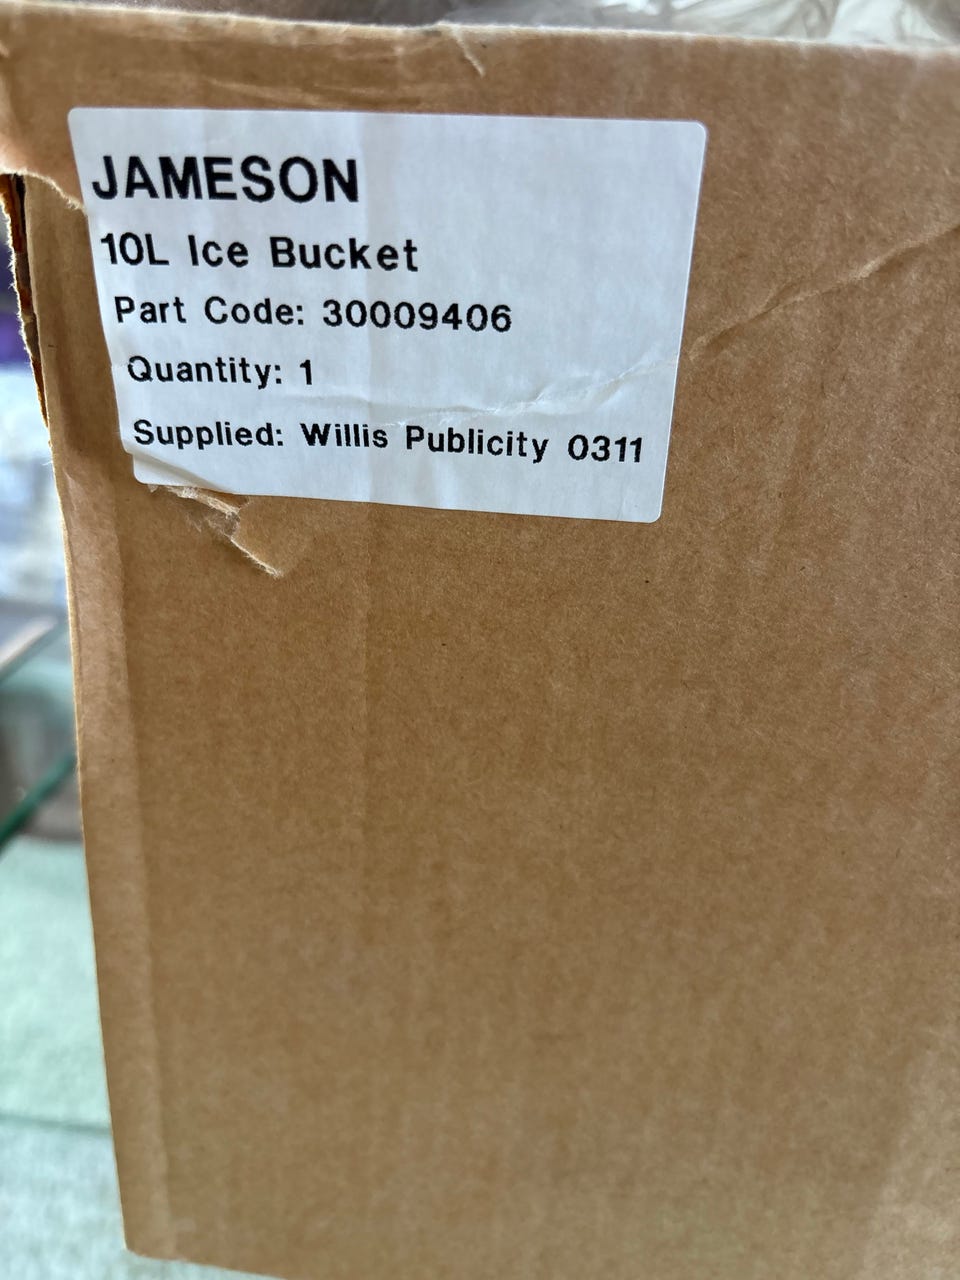 JAMESON
10L Ice Bucket
Part Code: 30009406
Quantity: 1
Supplied: Willis Publicity 0311